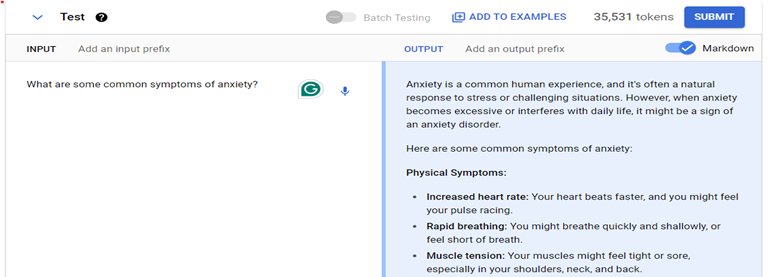 Test ? Batch Testing ADD TO EXAMPLES 35,531 tokens SUBMIT
INPUT Add an input prefix
OUTPUT Add an output prefix Markdown
What are some common symptoms of anxiety?
Anxiety is a common human experience, and it's often a natural
response to stress or challenging situations. However, when anxiety
becomes excessive or interferes with daily life, it might be a sign of
an anxiety disorder.
Here are some common symptoms of anxiety:
Physical Symptoms:
• Increased heart rate: Your heart beats faster, and you might feel
your pulse racing.
• Rapid breathing: You might breathe quickly and shallowly, or
feel short of breath.
• Muscle tension: Your muscles might feel tight or sore,
especially in your shoulders, neck, and back.